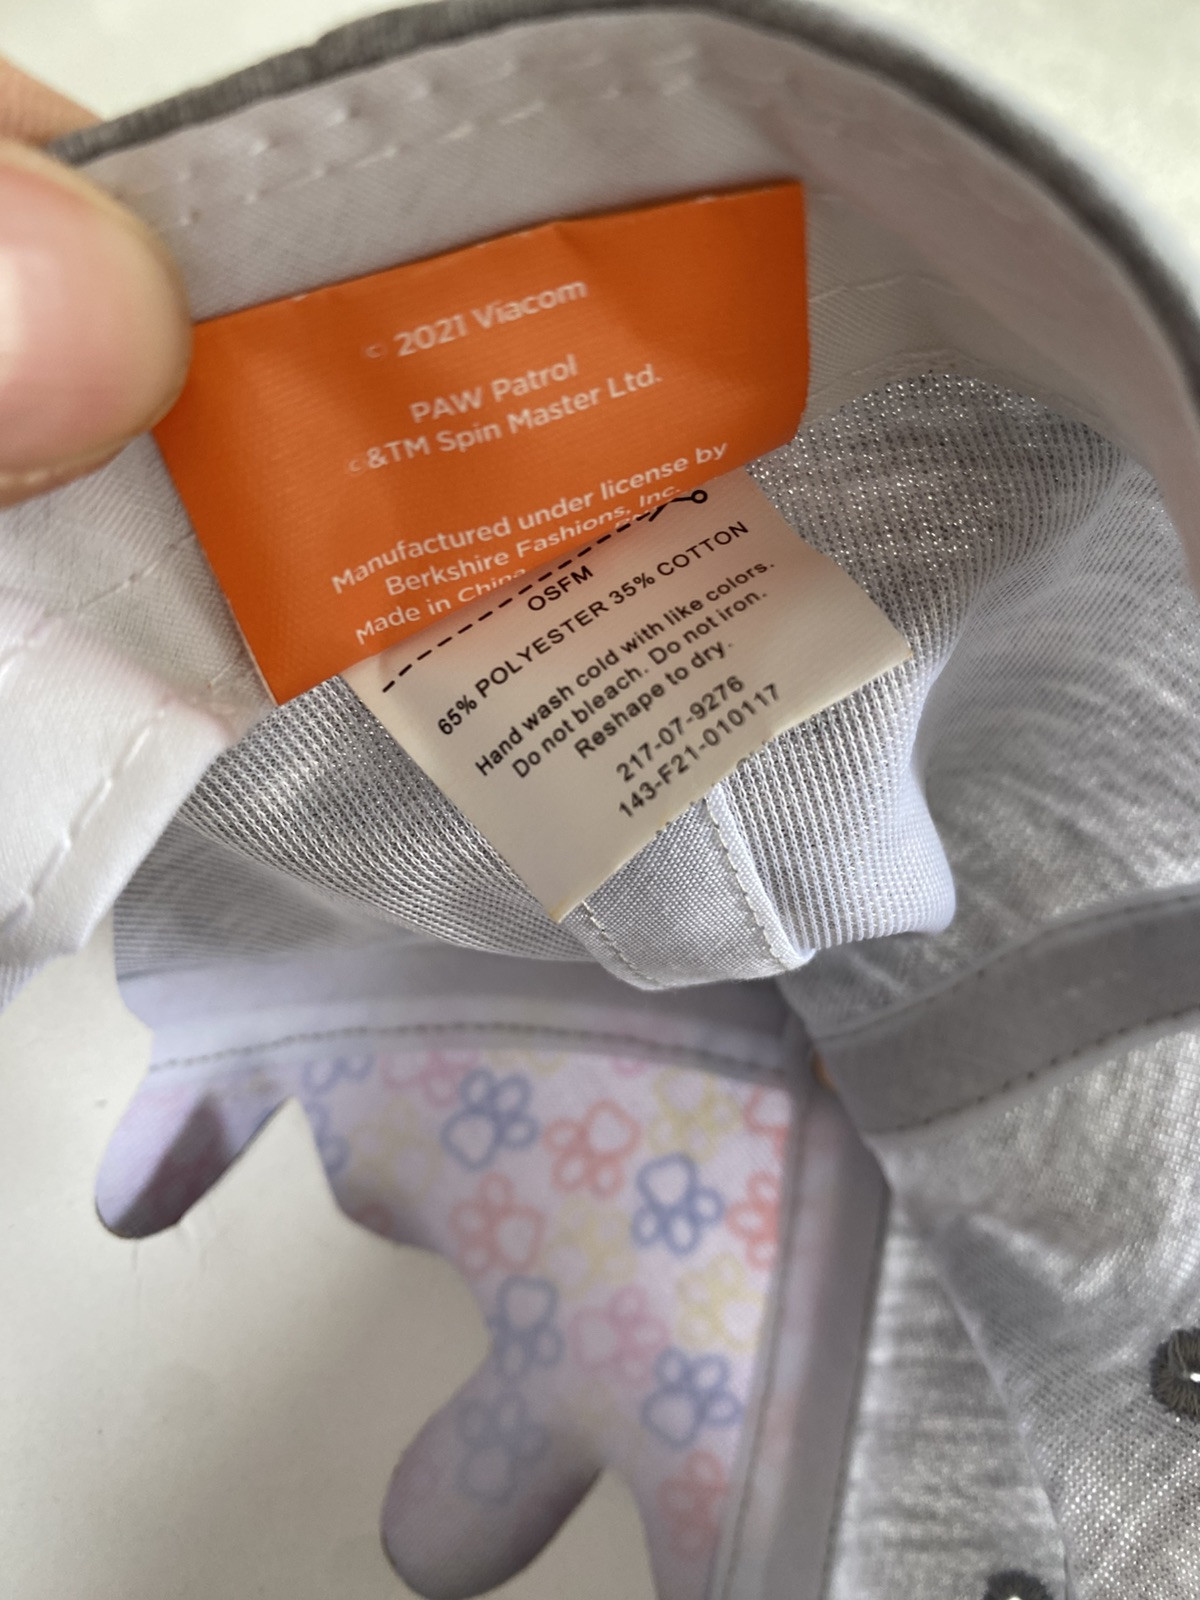 © 2021 Viacom
PAW Patrol
©&TM Spin Master Ltd.
Manufactured under license by
Berkshire Fashions, Inc.
Made in China
OSFM
65% POLYESTER 35% COTTON
Hand wash cold with like colors.
Do not bleach. Do not iron.
Reshape to dry.
217-07-9276
143-F21-010117